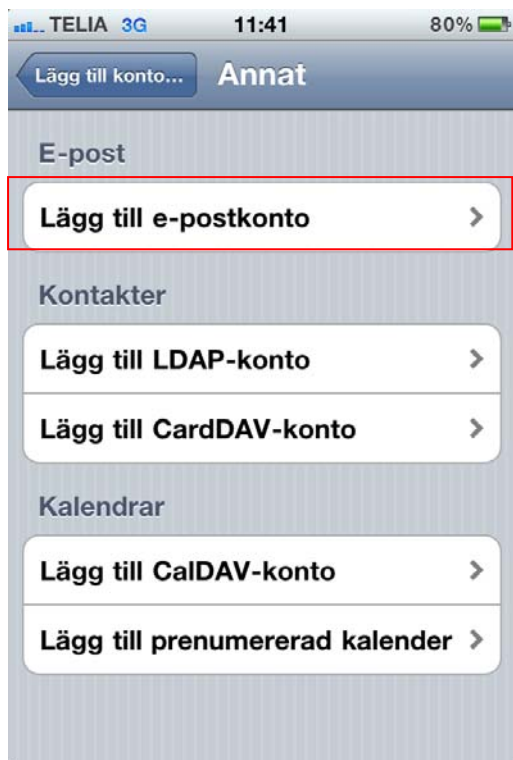 TELIA 3G 11:41 80%
Lägg till konto... Annat
E-post
Lägg till e-postkonto
Kontakter
Lägg till LDAP-konto
Lägg till CardDAV-konto
Kalendrar
Lägg till CalDAV-konto
Lägg till prenumererad kalender